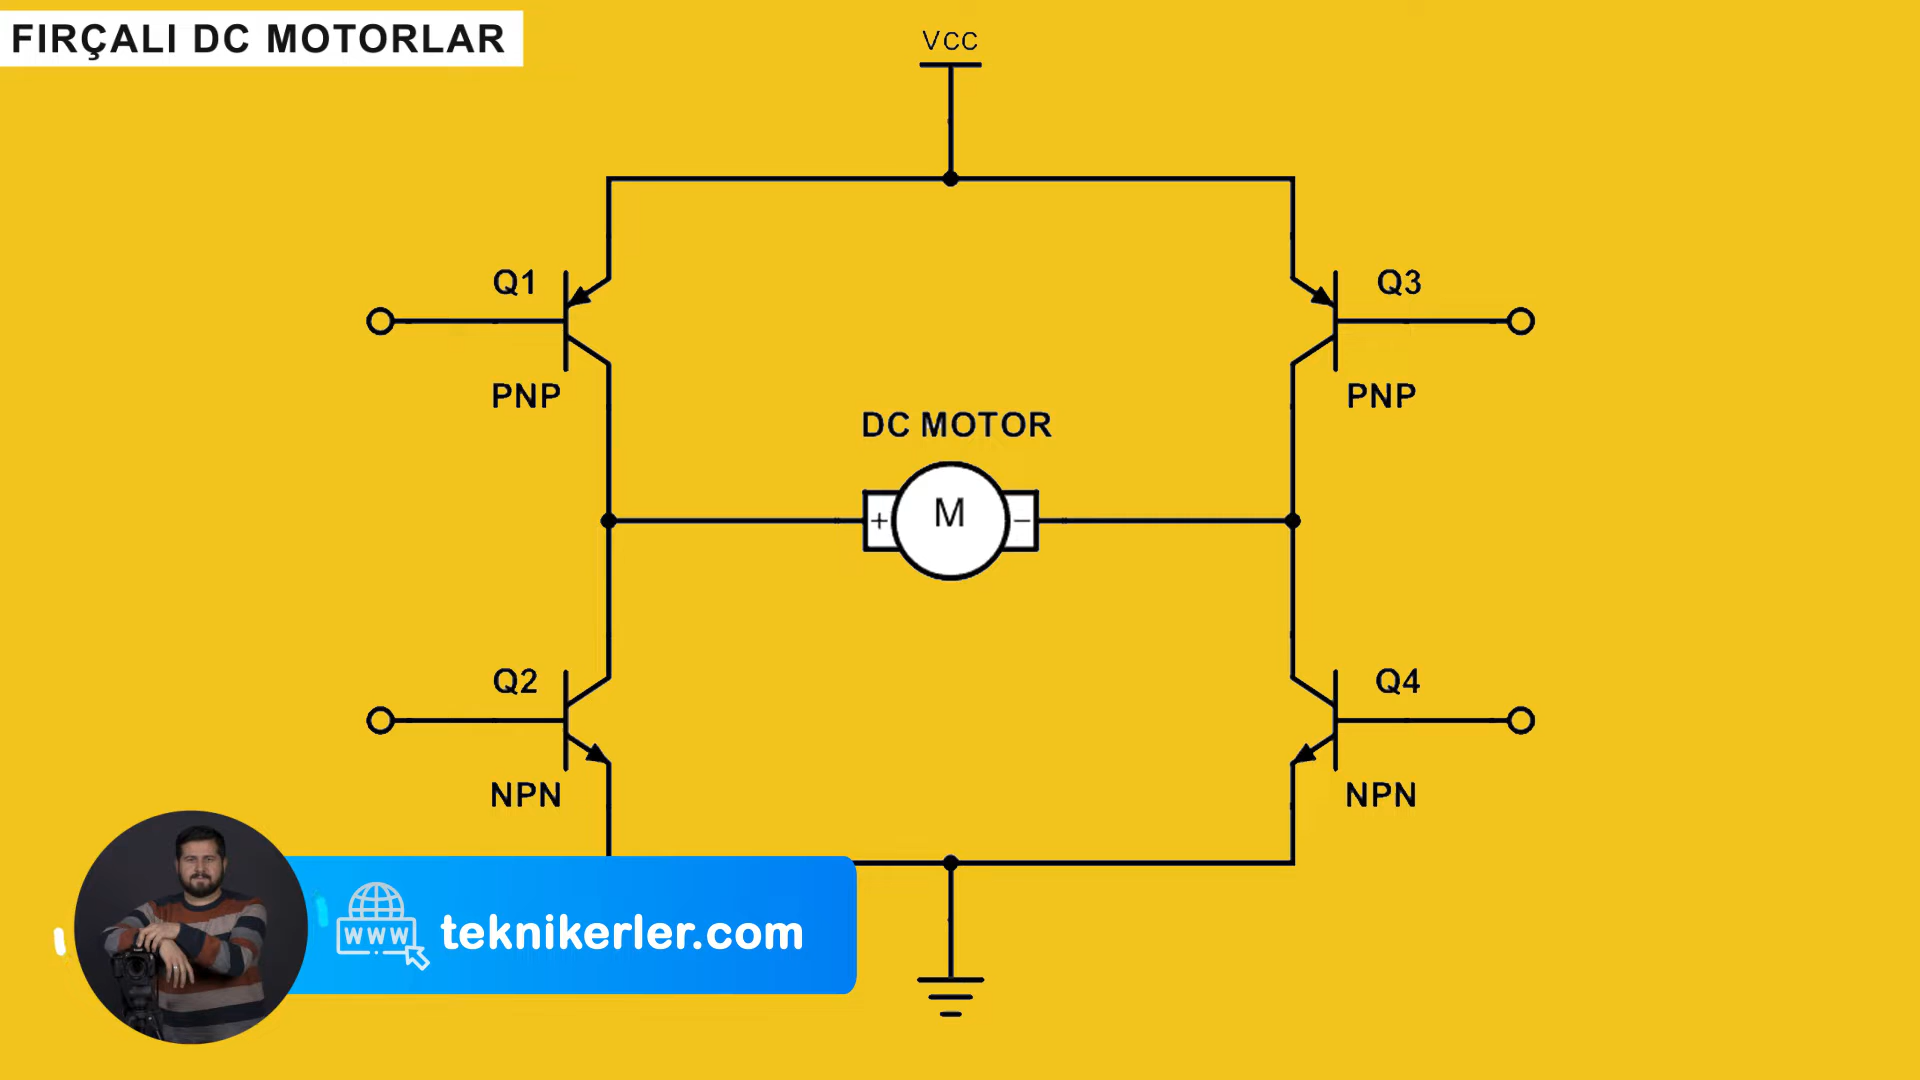 FIRÇALI DC MOTORLAR
VCC
Q1
Q3
PNP
PNP
DC MOTOR
+ M −
Q2
Q4
NPN
NPN
www
teknikerler.com